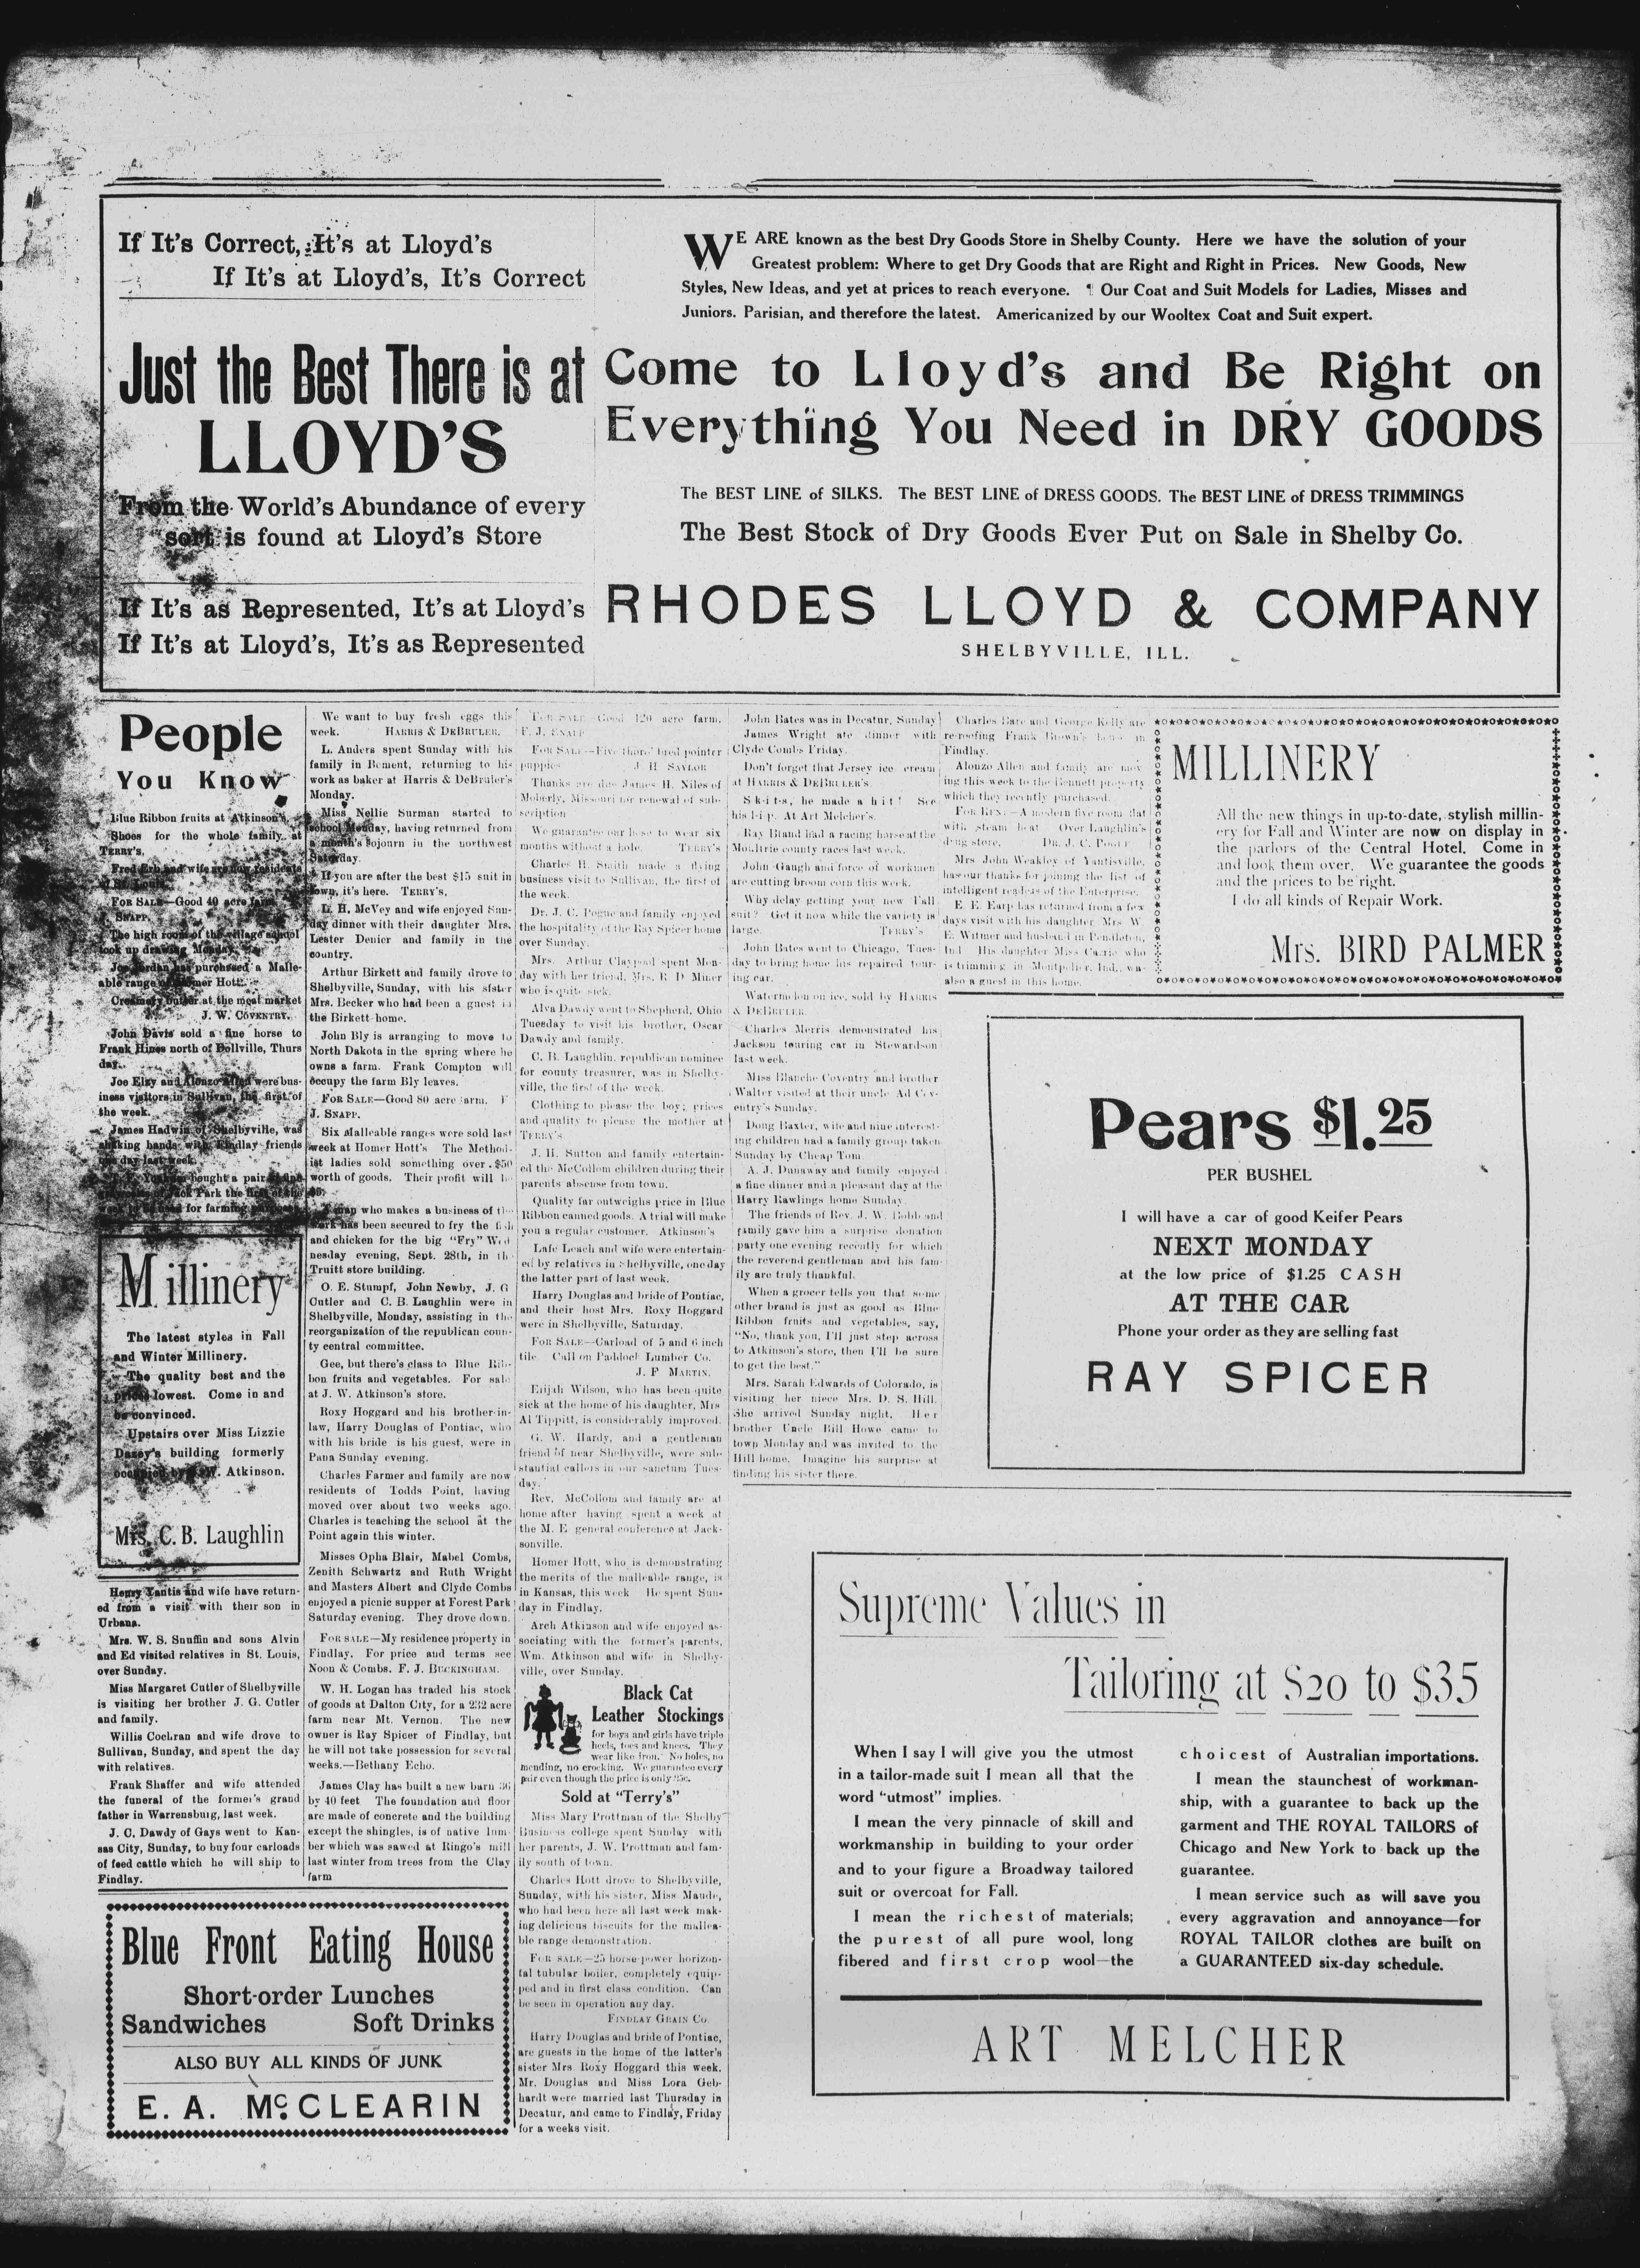 If It's Correct, It's at Lloyd's
If It's at Lloyd's, It's Correct
Just the Best There is at
LLOYD'S
From the World's Abundance of every
sort is found at Lloyd's Store
If It's as Represented, It's at Lloyd's
If It's at Lloyd's, It's as Represented
WE ARE known as the best Dry Goods Store in Shelby County. Here we have the solution of your
Greatest problem: Where to get Dry Goods that are Right and Right in Prices. New Goods, New
Styles, New Ideas, and yet at prices to reach everyone. ¶ Our Coat and Suit Models for Ladies, Misses and
Juniors. Parisian, and therefore the latest. Americanized by our Wooltex Coat and Suit expert.
Come to Lloyd's and Be Right on
Everything You Need in DRY GOODS
The BEST LINE of SILKS. The BEST LINE of DRESS GOODS. The BEST LINE of DRESS TRIMMINGS
The Best Stock of Dry Goods Ever Put on Sale in Shelby Co.
RHODES LLOYD & COMPANY
SHELBYVILLE, ILL.
People
You Know
Blue Ribbon fruits at Atkinson's.
Shoes for the whole family at
TERRY'S.
Fred Erb and wife are now residents
of St. Louis.
FOR SALE—Good 40 acre farm.
SNAPP.
The high room of the village school
took up drawing Monday.
Joe Jordan has purchased a Malle-
able range of Homer Hott.
Creamery butter at the meat market
J. W. COVENTRY.
John Davis sold a fine horse to
Frank Hines north of Dollville, Thurs
day.
Joe Elzy and Alonzo Allen were bus-
iness visitors in Sullivan, the first of
the week.
James Hadwin of Shelbyville, was
shaking hands with Findlay friends
one day last week.
bought a pair
Park the first of the
for farming
Millinery
The latest styles in Fall
and Winter Millinery.
The quality best and the
prices lowest. Come in and
be convinced.
Upstairs over Miss Lizzie
Dazey's building formerly
occupied by J. W. Atkinson.
Mrs. C. B. Laughlin
Henry Yantis and wife have return-
ed from a visit with their son in
Urbana.
Mrs. W. S. Snuffin and sons Alvin
and Ed visited relatives in St. Louis,
over Sunday.
Miss Margaret Cutler of Shelbyville
is visiting her brother J. G. Cutler
and family.
Willis Cochran and wife drove to
Sullivan, Sunday, and spent the day
with relatives.
Frank Shaffer and wife attended
the funeral of the former's grand
father in Warrensburg, last week.
J. C. Dawdy of Gays went to Kan-
sas City, Sunday, to buy four carloads
of feed cattle which he will ship to
Findlay.
We want to buy fresh eggs this
week. HARRIS & DEBRULER.
L. Anders spent Sunday with his
family in Bement, returning to his
work as baker at Harris & DeBruler's
Monday.
Miss Nellie Surman started to
school Monday, having returned from
a month's sojourn in the northwest
Saturday.
If you are after the best $15 suit in
town, it's here. TERRY'S.
L. H. McVey and wife enjoyed Sun-
day dinner with their daughter Mrs.
Lester Denier and family in the
country.
Arthur Birkett and family drove to
Shelbyville, Sunday, with his sister
Mrs. Becker who had been a guest in
the Birkett home.
John Bly is arranging to move to
North Dakota in the spring where he
owns a farm. Frank Compton will
occupy the farm Bly leaves.
FOR SALE—Good 80 acre farm. F
J. SNAPP.
Six Malleable ranges were sold last
week at Homer Hott's The Method-
ist ladies sold something over $50
worth of goods. Their profit will be
$5.
A man who makes a business of the
work has been secured to fry the fish
and chicken for the big "Fry" Wed
nesday evening, Sept. 28th, in the
Truitt store building.
O. E. Stumpf, John Newby, J. G
Cutler and C. B. Laughlin were in
Shelbyville, Monday, assisting in the
reorganization of the republican coun-
ty central committee.
Gee, but there's class to Blue Rib-
bon fruits and vegetables. For sale
at J. W. Atkinson's store.
Roxy Hoggard and his brother-in-
law, Harry Douglas of Pontiac, who
with his bride is his guest, were in
Pana Sunday evening.
Charles Farmer and family are now
residents of Todds Point, having
moved over about two weeks ago.
Charles is teaching the school at the
Point again this winter.
Misses Opha Blair, Mabel Combs,
Zenith Schwartz and Ruth Wright
and Masters Albert and Clyde Combs
enjoyed a picnic supper at Forest Park
Saturday evening. They drove down.
FOR SALE—My residence property in
Findlay. For price and terms see
Noon & Combs. F. J. BUCKINGHAM.
W. H. Logan has traded his stock
of goods at Dalton City, for a 232 acre
farm near Mt. Vernon. The new
owner is Ray Spicer of Findlay, but
he will not take possession for several
weeks.—Bethany Echo.
James Clay has built a new barn 36
by 40 feet The foundation and floor
are made of concrete and the building
except the shingles, is of native lum-
ber which was sawed at Ringo's mill
last winter from trees from the Clay
farm
Blue Front Eating House
Short-order Lunches
Sandwiches Soft Drinks
ALSO BUY ALL KINDS OF JUNK
E. A. McCLEARIN
FOR SALE—Good 120 acre farm.
F. J. SNAPP
FOR SALE—Five thoro' bred pointer
puppies J H SAYLOR
Thanks are due James H. Niles of
Moberly, Missouri for renewal of sub-
scription
We guarantee our hose to wear six
months without a hole. TERRY'S
Charles H. Smith made a flying
business visit to Sullivan, the first of
the week.
Dr. J. C. Pogue and family enjoyed
the hospitality of the Ray Spicer home
over Sunday.
Mrs. Arthur Claypool spent Mon-
day with her friend, Mrs. R D Miner
who is quite sick.
Alva Dawdy went to Shepherd, Ohio
Tuesday to visit his brother, Oscar
Dawdy and family.
C. B. Laughlin, republican nominee
for county treasurer, was in Shelby-
ville, the first of the week.
Clothing to please the boy; prices
and quality to please the mother at
TERRY'S
J. H. Sutton and family entertain-
ed the McCollom children during their
parents absense from town.
Quality far outweighs price in Blue
Ribbon canned goods. A trial will make
you a regular customer. Atkinson's
Lafe Leach and wife were entertain-
ed by relatives in Shelbyville, one day
the latter part of last week.
Harry Douglas and bride of Pontiac,
and their host Mrs. Roxy Hoggard
were in Shelbyville, Saturday.
FOR SALE—Carload of 5 and 6 inch
tile Call on Paddock Lumber Co.
J. P MARTIN.
Enijah Wilson, who has been quite
sick at the home of his daughter, Mrs
Al Tippitt, is considerably improved.
G. W. Hardy, and a gentleman
friend of near Shelbyville, were sub-
stantial callers in our sanctum Tues-
day.
Rev. McCollom and family are at
home after having spent a week at
the M. E general conference at Jack-
sonville.
Homer Hott, who is demonstrating
the merits of the malleable range, is
in Kansas, this week He spent Sun-
day in Findlay.
Arch Atkinson and wife enjoyed as-
sociating with the former's parents,
Wm. Atkinson and wife in Shelby-
ville, over Sunday.
Black Cat
Leather Stockings
for boys and girls have triple
heels, toes and knees. They
wear like iron. No holes, no
mending, no crocking. We guarantee every
pair even though the price is only 25c.
Sold at "Terry's"
Miss Mary Prottman of the Shelby
Business college spent Sunday with
her parents, J. W. Prottman and fam-
ily south of town.
Charles Hott drove to Shelbyville,
Sunday, with his sister, Miss Maude,
who had been here all last week mak-
ing delicious biscuits for the mallea-
ble range demonstration.
FOR SALE—25 horse power horizon-
tal tubular boiler, completely equip-
ped and in first class condition. Can
be seen in operation any day.
FINDLAY GRAIN CO.
Harry Douglas and bride of Pontiac,
are guests in the home of the latter's
sister Mrs. Roxy Hoggard this week.
Mr. Douglas and Miss Lora Geb-
hardt were married last Thursday in
Decatur, and came to Findlay, Friday
for a weeks visit.
John Bates was in Decatur, Sunday
James Wright ate dinner with
Clyde Combs Friday.
Don't forget that Jersey ice cream
at HARRIS & DEBRULER'S.
S-k-i-t-s, he made a h i t! See
his l-i-p. At Art Melcher's.
Ray Bland had a racing horse at the
Moultrie county races last week.
John Gaugh and force of workmen
are cutting broom corn this week.
Why delay getting your new Fall
suit? Get it now while the variety is
large. TERRY'S
John Bates went to Chicago, Tues-
day to bring home his repaired tour-
ing car.
Watermelon on ice, sold by HARRIS
& DEBRULER.
Charles Merris demonstrated his
Jackson touring car in Stewardson
last week.
Miss Blanche Coventry and brother
Walter visited at their uncle Ad Cov-
entry's Sunday.
Doug Baxter, wife and nine interest-
ing children had a family group taken
Sunday by Cheap Tom.
A. J. Dunaway and family enjoyed
a fine dinner and a pleasant day at the
Harry Rawlings home Sunday.
The friends of Rev. J. W. Bobb and
family gave him a surprise donation
party one evening recently for which
the reverend gentleman and his fam
ily are truly thankful.
When a grocer tells you that some
other brand is just as good as Blue
Ribbon fruits and vegetables, say,
"No, thank you, I'll just step across
to Atkinson's store, then I'll be sure
to get the best."
Mrs. Sarah Edwards of Colorado, is
visiting her niece Mrs. D. S. Hill.
She arrived Sunday night. Her
brother Uncle Bill Howe came to
town Monday and was invited to the
Hill home. Imagine his surprise at
finding his sister there.
Charles Bare and George Kelly are
re-roofing Frank Brown's house in
Findlay.
Alonzo Allen and family are mov
ing this week to the Bennett property
which they recently purchased.
FOR RENT—A modern five room flat
with steam heat Over Laughlin's
drug store. DR. J. C. POGUE
Mrs John Weakley of Yantisville,
has our thanks for joining the list of
intelligent readers of the Enterprise.
E. E. Earp has returned from a few
days visit with his daughter Mrs W.
E. Witmer and husband in Pendleton,
Ind His daughter Miss Carrie who
is trimming in Montpelier, Ind., was
also a guest in this home.
MILLINERY
All the new things in up-to-date, stylish millin-
ery for Fall and Winter are now on display in
the parlors of the Central Hotel. Come in
and look them over. We guarantee the goods
and the prices to be right.
I do all kinds of Repair Work.
Mrs. BIRD PALMER
Pears $1.25
PER BUSHEL
I will have a car of good Keifer Pears
NEXT MONDAY
at the low price of $1.25 CASH
AT THE CAR
Phone your order as they are selling fast
RAY SPICER
Supreme Values in
Tailoring at $20 to $35
When I say I will give you the utmost
in a tailor-made suit I mean all that the
word "utmost" implies.
I mean the very pinnacle of skill and
workmanship in building to your order
and to your figure a Broadway tailored
suit or overcoat for Fall.
I mean the richest of materials;
the purest of all pure wool, long
fibered and first crop wool—the
choicest of Australian importations.
I mean the staunchest of workman-
ship, with a guarantee to back up the
garment and THE ROYAL TAILORS of
Chicago and New York to back up the
guarantee.
I mean service such as will save you
every aggravation and annoyance—for
ROYAL TAILOR clothes are built on
a GUARANTEED six-day schedule.
ART MELCHER